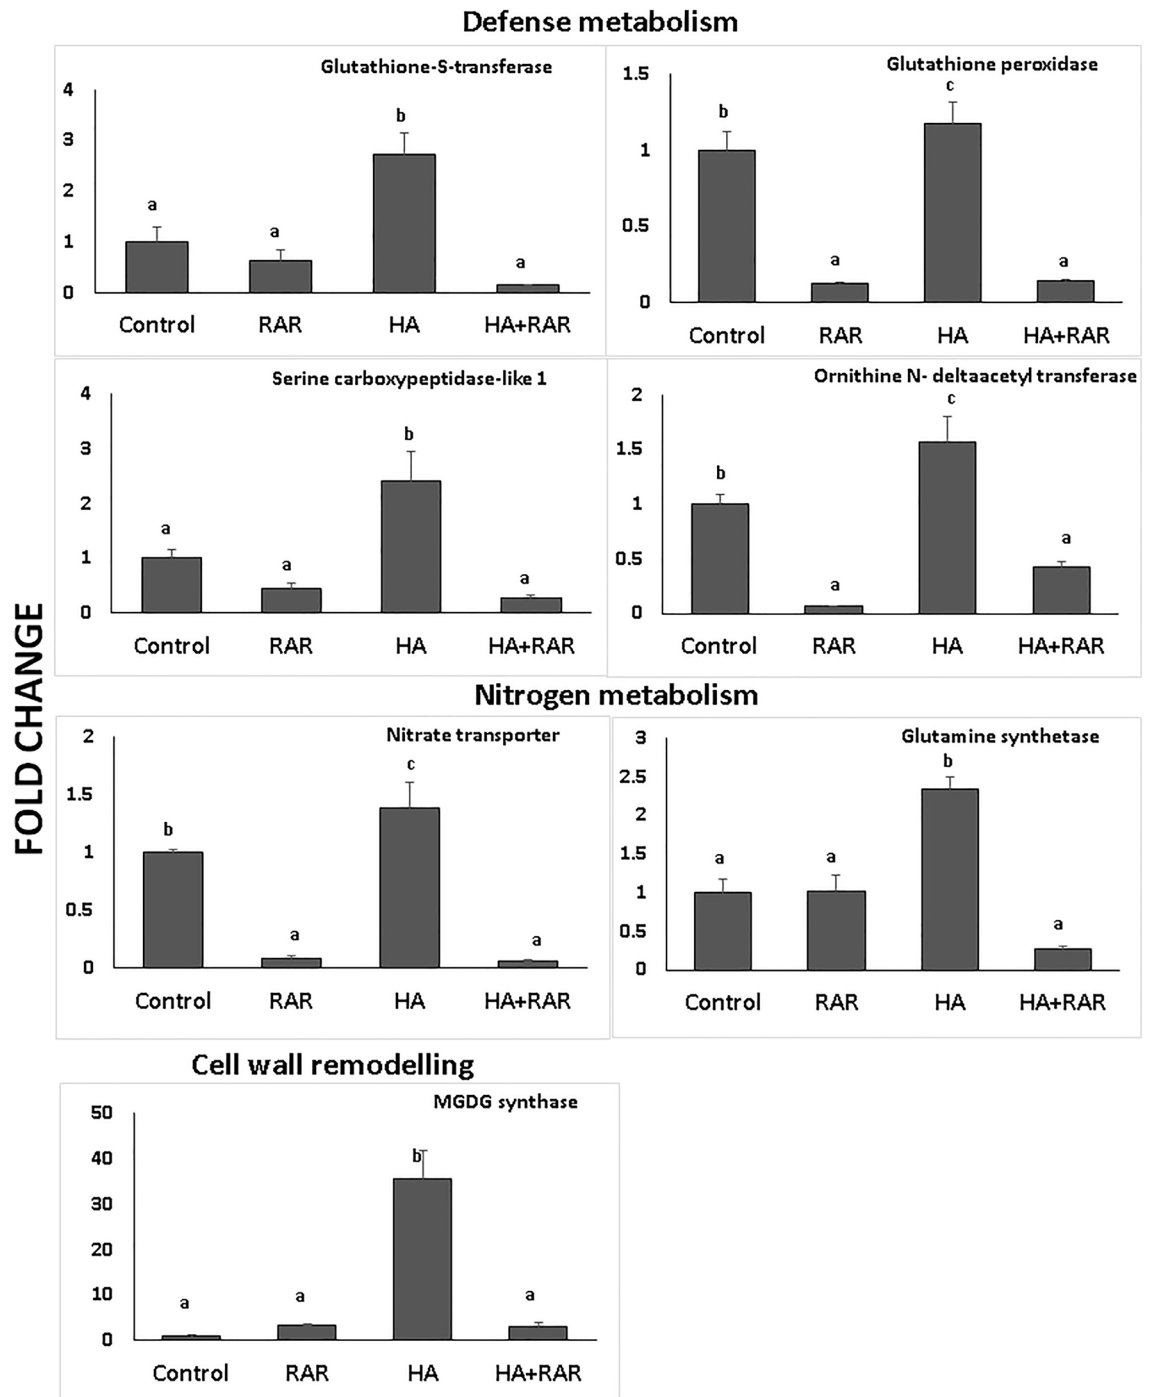 Defense metabolism
Glutathione-S-transferase
4
3
2
1
0
a
a
b
a
Control RAR HA HA+RAR
Glutathione peroxidase
1.5
1
0.5
0
b
a
c
a
Control RAR HA HA+RAR
Serine carboxypeptidase-like 1
4
3
2
1
0
a
a
b
a
Control RAR HA HA+RAR
Ornithine N- deltaacetyl transferase
2
1.5
1
0.5
0
b
a
c
a
Control RAR HA HA+RAR
FOLD CHANGE
Nitrogen metabolism
Nitrate transporter
2
1.5
1
0.5
0
b
a
c
a
Control RAR HA HA+RAR
Glutamine synthetase
3
2.5
2
1.5
1
0.5
0
a
a
b
a
Control RAR HA HA+RAR
Cell wall remodelling
MGDG synthase
50
40
30
20
10
0
a
a
b
a
Control RAR HA HA+RAR